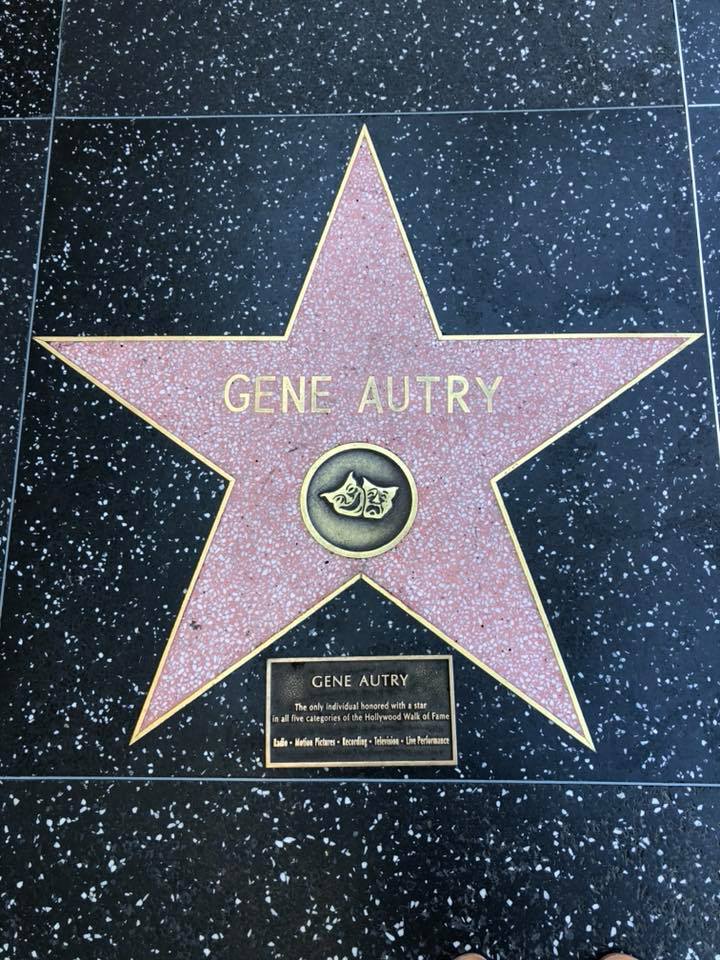 GENE AUTRY
GENE AUTRY
The only individual honored with a star
in all five categories of the Hollywood Walk of Fame
Radio • Motion Pictures • Recording • Television • Live Performance